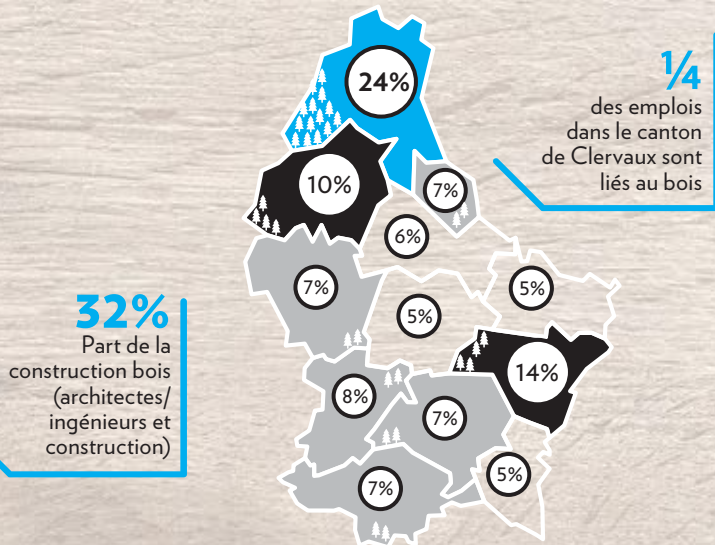 24%
¼
des emplois
dans le canton
de Clervaux sont
liés au bois
10%
7%
6%
7%
5%
5%
32%
Part de la
construction bois
(architectes/
ingénieurs et
construction)
14%
8%
7%
7%
5%